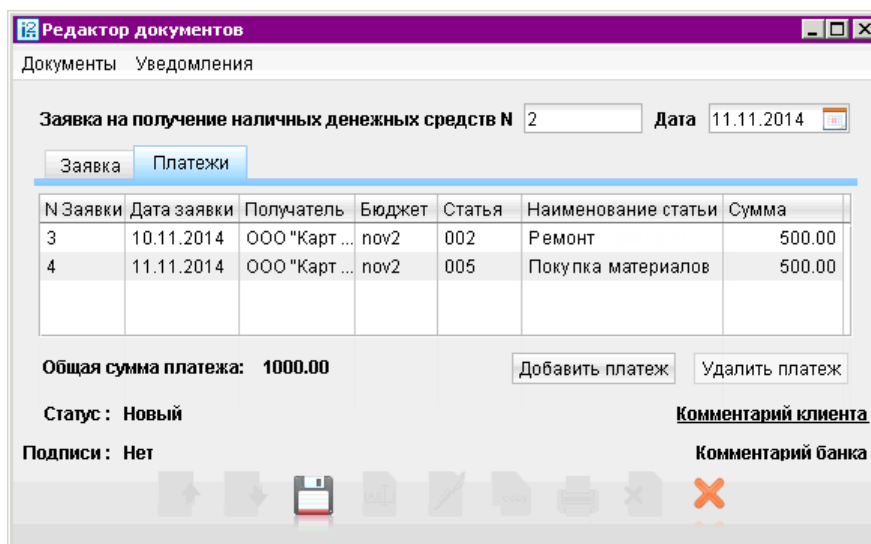 Редактор документов
Документы Уведомления
Заявка на получение наличных денежных средств N 2 Дата 11.11.2014
Заявка Платежи
N Заявки Дата заявки Получатель Бюджет Статья Наименование статьи Сумма
3 10.11.2014 ООО "Карт ... nov2 002 Ремонт 500.00
4 11.11.2014 ООО "Карт ... nov2 005 Покупка материалов 500.00
Общая сумма платежа: 1000.00 Добавить платеж Удалить платеж
Статус : Новый Комментарий клиента
Подписи : Нет Комментарий банка